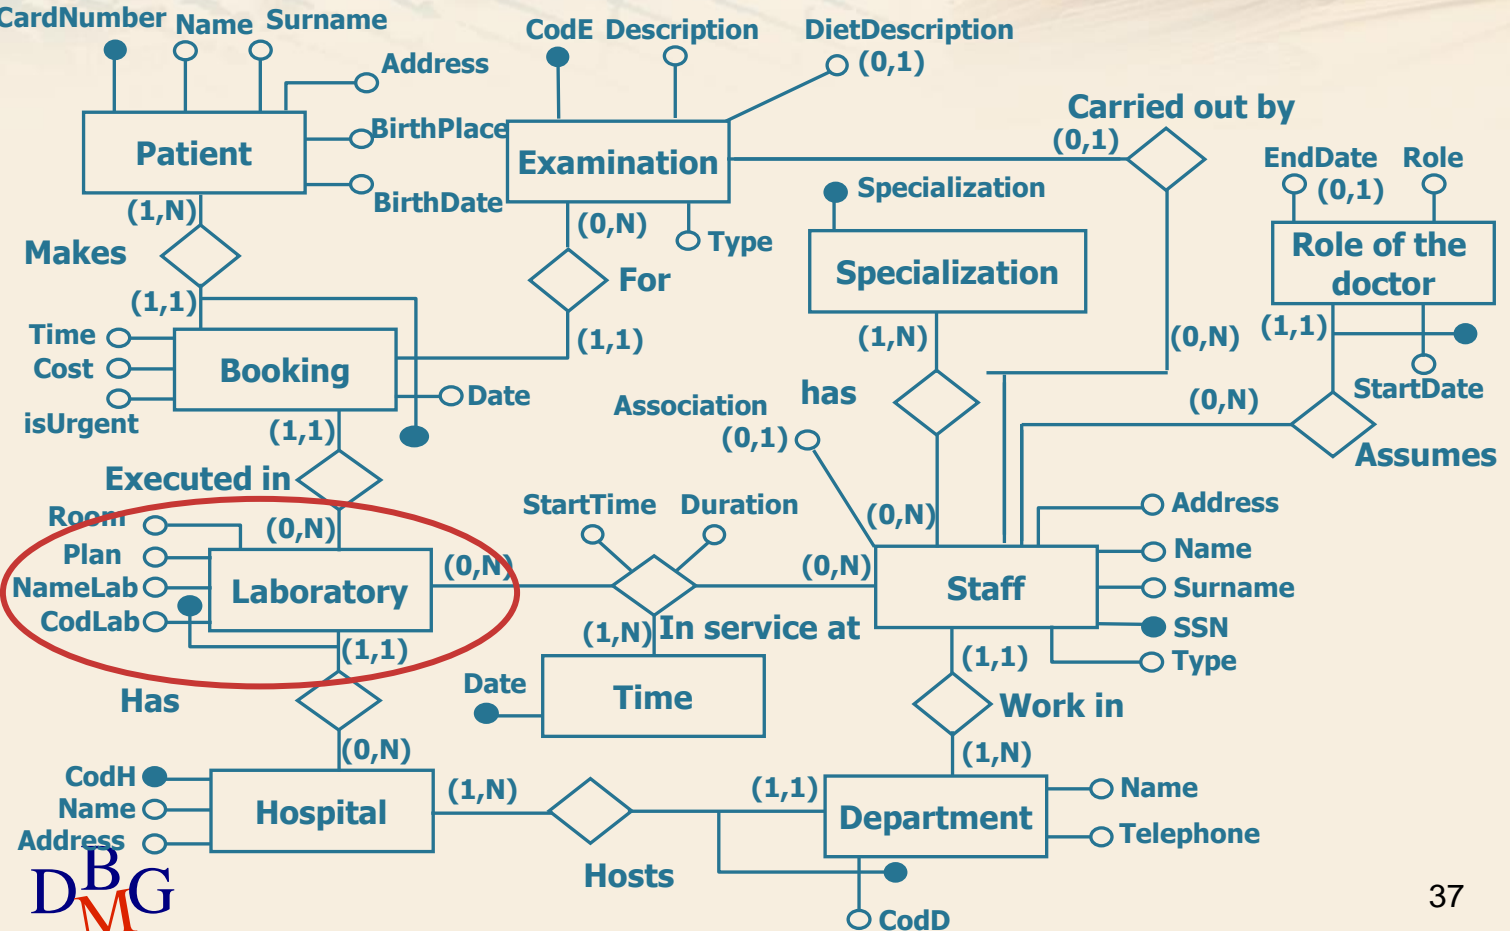 CardNumber Name Surname
CodE Description DietDescription
(0,1)
Address
Carried out by
(0,1)
BirthPlace
Patient
Examination
EndDate Role
(0,1)
Specialization
BirthDate
(1,N)
(0,N)
Type
Makes
For
Specialization
Role of the
doctor
(1,1)
(1,1)
(1,N)
(0,N)
(1,1)
Time
Cost
isUrgent
Booking
Date
has
StartDate
Association
(0,1)
(0,N)
(1,1)
Assumes
Executed in
Room
(0,N)
StartTime Duration
(0,N)
Address
Plan
NameLab
CodLab
Laboratory
(0,N)
(0,N)
Staff
Name
Surname
SSN
Type
(1,N)
In service at
(1,1)
(1,1)
Has
Date
Time
Work in
(0,N)
(1,N)
CodH
Name
Address
Hospital
(1,N)
(1,1)
Department
Name
Telephone
Hosts
CodD
DBMG
37